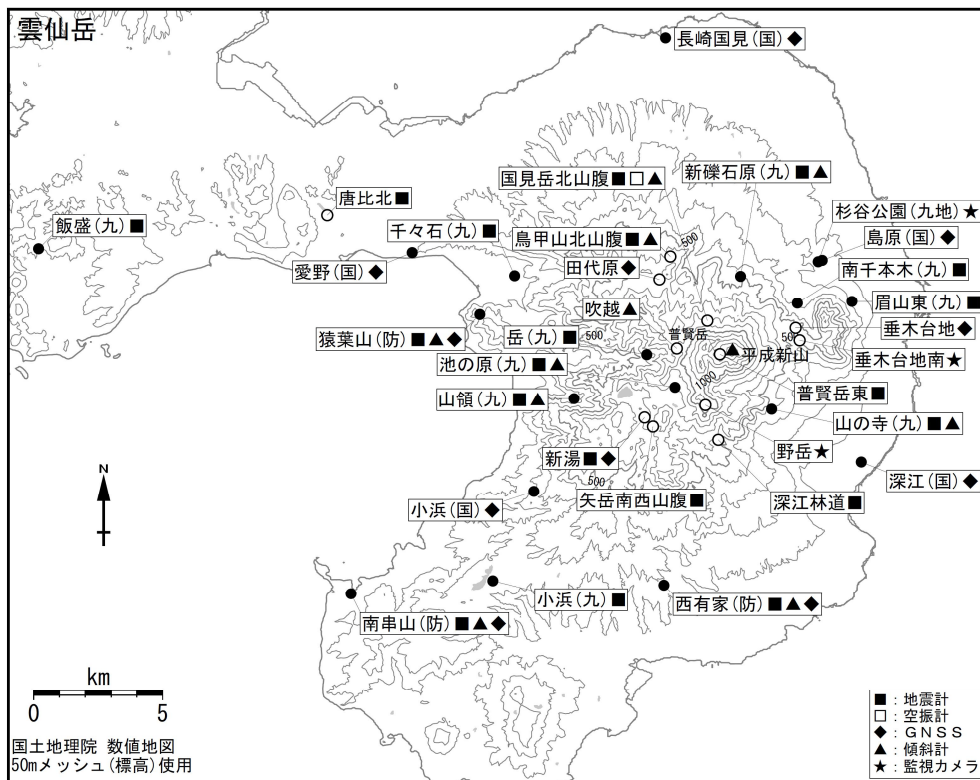 雲仙岳
長崎国見(国)◆
国見岳北山腹■□▲
新礫石原(九)■▲
唐比北■
杉谷公園(九地)★
飯盛(九)■
千々石(九)■
鳥甲山北山腹■▲
500
島原(国)◆
愛野(国)◆
田代原◆
南千本木(九)■
吹越▲
眉山東(九)■
猿葉山(防)■▲◆
岳(九)■
500
普賢岳
500
垂木台地◆
池の原(九)■▲
平成新山
垂木台地南★
山領(九)■▲
1000
普賢岳東■
山の寺(九)■▲
新湯■◆
野岳★
N
500
矢岳南西山腹■
深江林道■
深江(国)◆
小浜(国)◆
小浜(九)■
西有家(防)■▲◆
南串山(防)■▲◆
km
0 5
国土地理院 数値地図
50mメッシュ(標高)使用
■：地震計
□：空振計
◆：GNSS
▲：傾斜計
★：監視カメラ